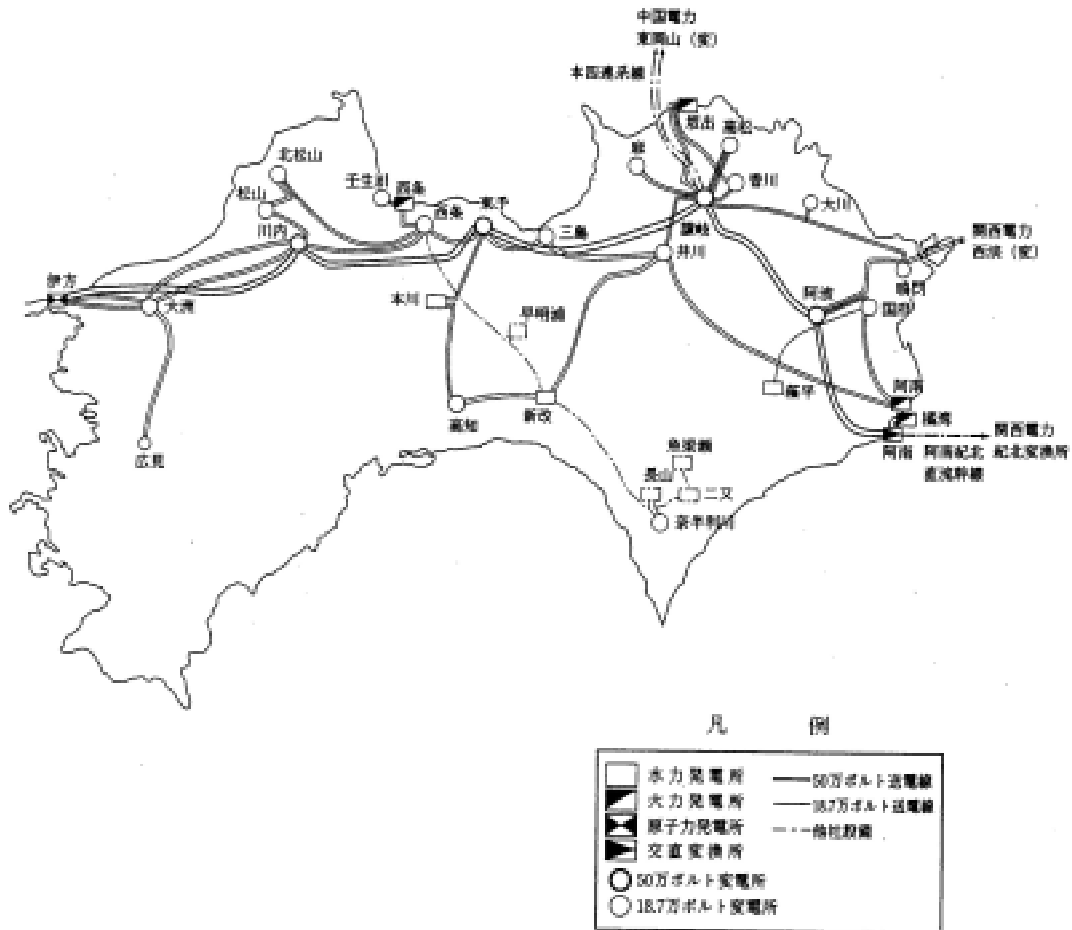 中国電力
東岡山（変）
本四連系線
坂出
高松
麻
香川
北松山
松山
壬生川
西条
西条
東予
川内
三島
讃岐
井川
大川
関西電力
西淡（変）
鳴門
伊方
大洲
本川
早明浦
阿波
国府
蔭平
高知
新改
阿南
橘湾
広見
魚梁瀬
長山
二又
阿南
阿南紀北
直流幹線
関西電力
紀北変換所
凡　例
水力発電所
火力発電所
原子力発電所
交直変換所
50万ボルト変電所
18.7万ボルト変電所
50万ボルト送電線
18.7万ボルト送電線
他社設備